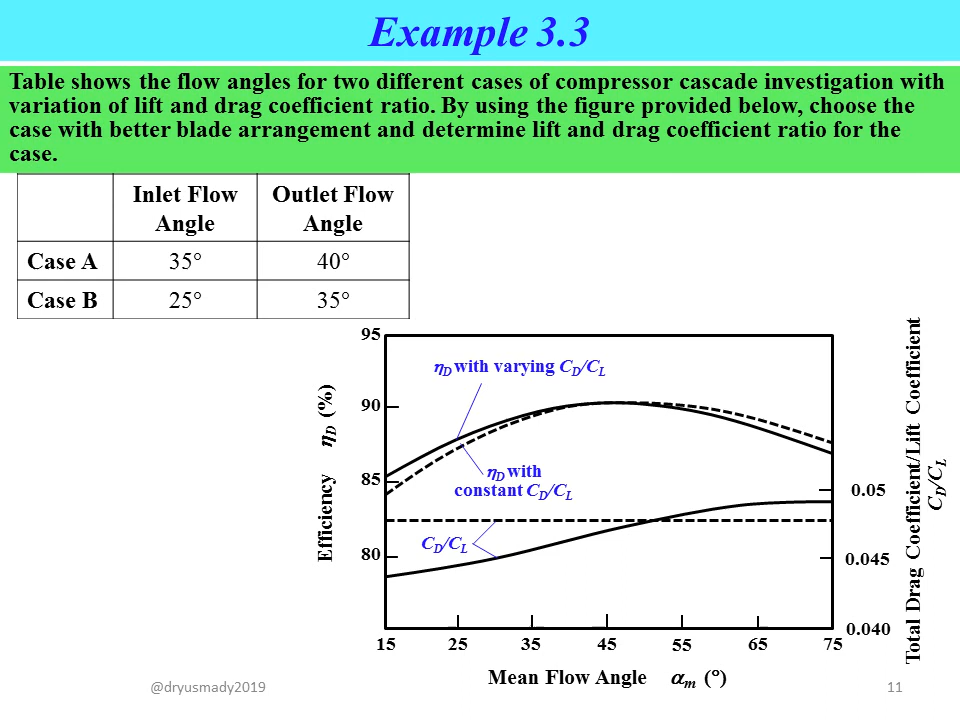 Example 3.3
Table shows the flow angles for two different cases of compressor cascade investigation with
variation of lift and drag coefficient ratio. By using the figure provided below, choose the
case with better blade arrangement and determine lift and drag coefficient ratio for the
case.
Inlet Flow Angle Outlet Flow Angle
Case A 35° 40°
Case B 25° 35°
95
90
85
80
Efficiency ηD (%)
ηD with varying CD/CL
ηD with
constant CD/CL
CD/CL
0.05
0.045
0.040
Total Drag Coefficient/Lift Coefficient
CD/CL
15 25 35 45 55 65 75
Mean Flow Angle αm (°)
@dryusmady2019
11